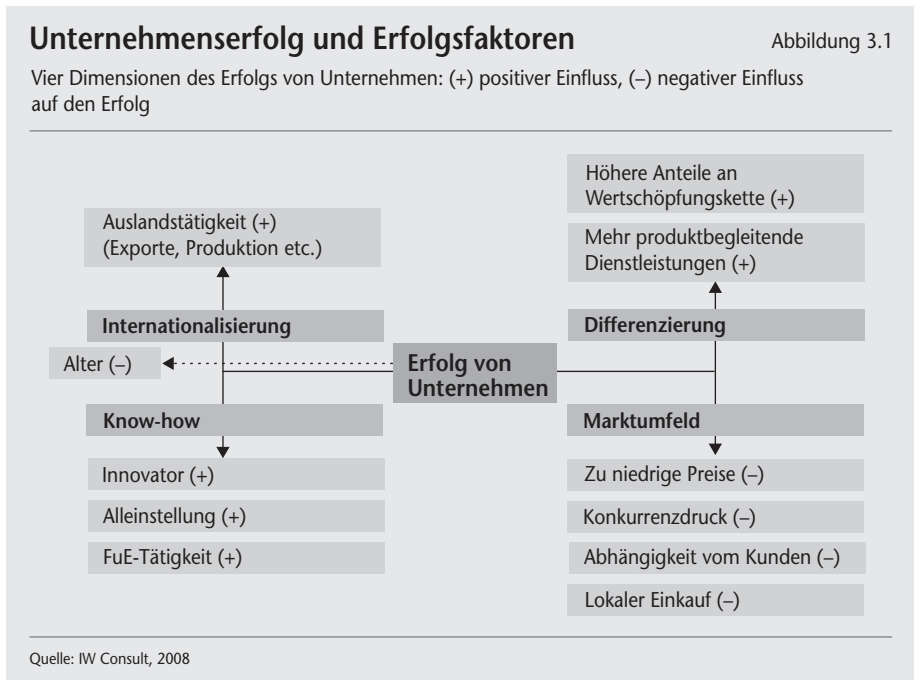 Unternehmenserfolg und Erfolgsfaktoren
Abbildung 3.1
Vier Dimensionen des Erfolgs von Unternehmen: (+) positiver Einfluss, (–) negativer Einfluss
auf den Erfolg
Auslandstätigkeit (+)
(Exporte, Produktion etc.)
Internationalisierung
Alter (–)
Know-how
Innovator (+)
Alleinstellung (+)
FuE-Tätigkeit (+)
Erfolg von
Unternehmen
Höhere Anteile an
Wertschöpfungskette (+)
Mehr produktbegleitende
Dienstleistungen (+)
Differenzierung
Marktumfeld
Zu niedrige Preise (–)
Konkurrenzdruck (–)
Abhängigkeit vom Kunden (–)
Lokaler Einkauf (–)
Quelle: IW Consult, 2008